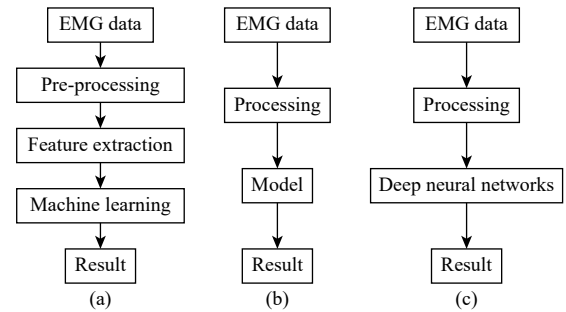 EMG data
Pre-processing
Feature extraction
Machine learning
Result
(a)
EMG data
Processing
Model
Result
(b)
EMG data
Processing
Deep neural networks
Result
(c)